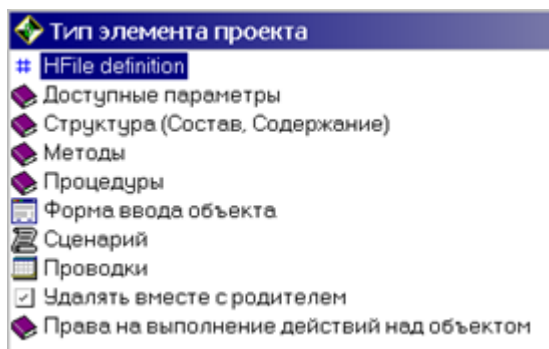 Тип элемента проекта
# HFile definition
Доступные параметры
Структура (Состав, Содержание)
Методы
Процедуры
Форма ввода объекта
Сценарий
Проводки
Удалять вместе с родителем
Права на выполнение действий над объектом